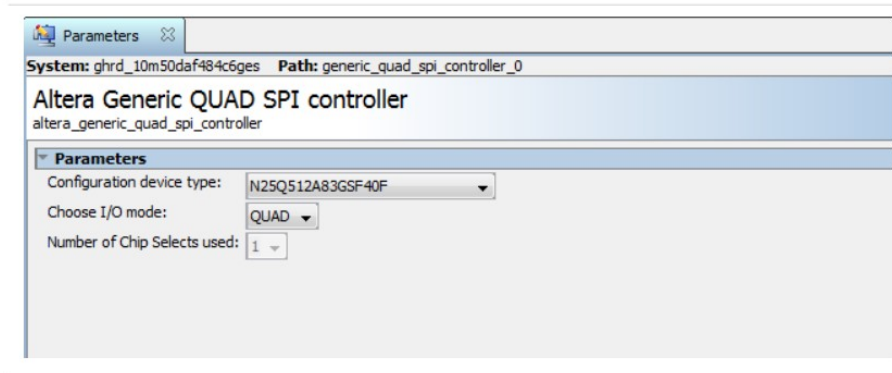 Parameters
System: ghrd_10m50daf484c6ges Path: generic_quad_spi_controller_0
Altera Generic QUAD SPI controller
altera_generic_quad_spi_controller
Parameters
Configuration device type: N25Q512A83GSF40F
Choose I/O mode: QUAD
Number of Chip Selects used: 1